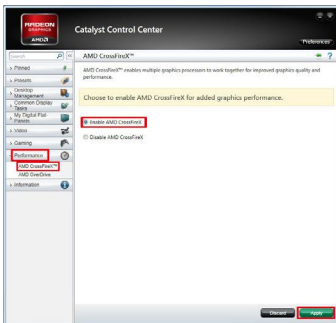 RADEON
GRAPHICS
AMD
Catalyst Control Center
Preferences
Search
AMD CrossFireX™
Pinned
Presets
Desktop
Management
Common Display
Tasks
My Digital Flat-
Panels
Video
Gaming
Performance
AMD CrossFireX™
AMD OverDrive
Information
AMD CrossFireX™ enables multiple graphics processors to work together for improved graphics quality and
performance.
Choose to enable AMD CrossFireX for added graphics performance.
Enable AMD CrossFireX
Disable AMD CrossFireX
Discard
Apply